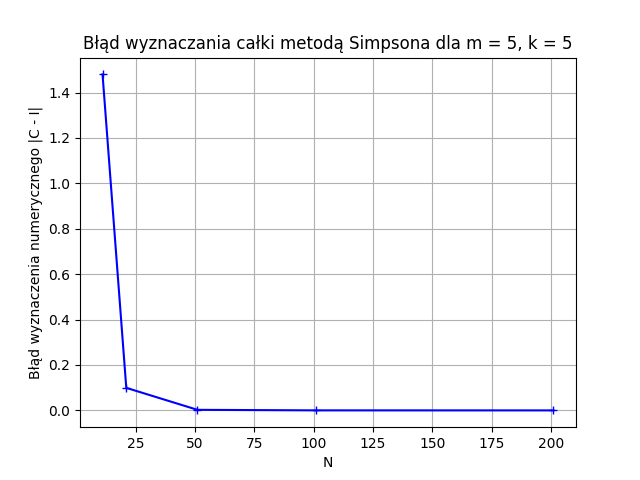 Błąd wyznaczania całki metodą Simpsona dla m = 5, k = 5
Błąd wyznaczenia numerycznego |C - I|
1.4
1.2
1.0
0.8
0.6
0.4
0.2
0.0
25 50 75 100 125 150 175 200
N